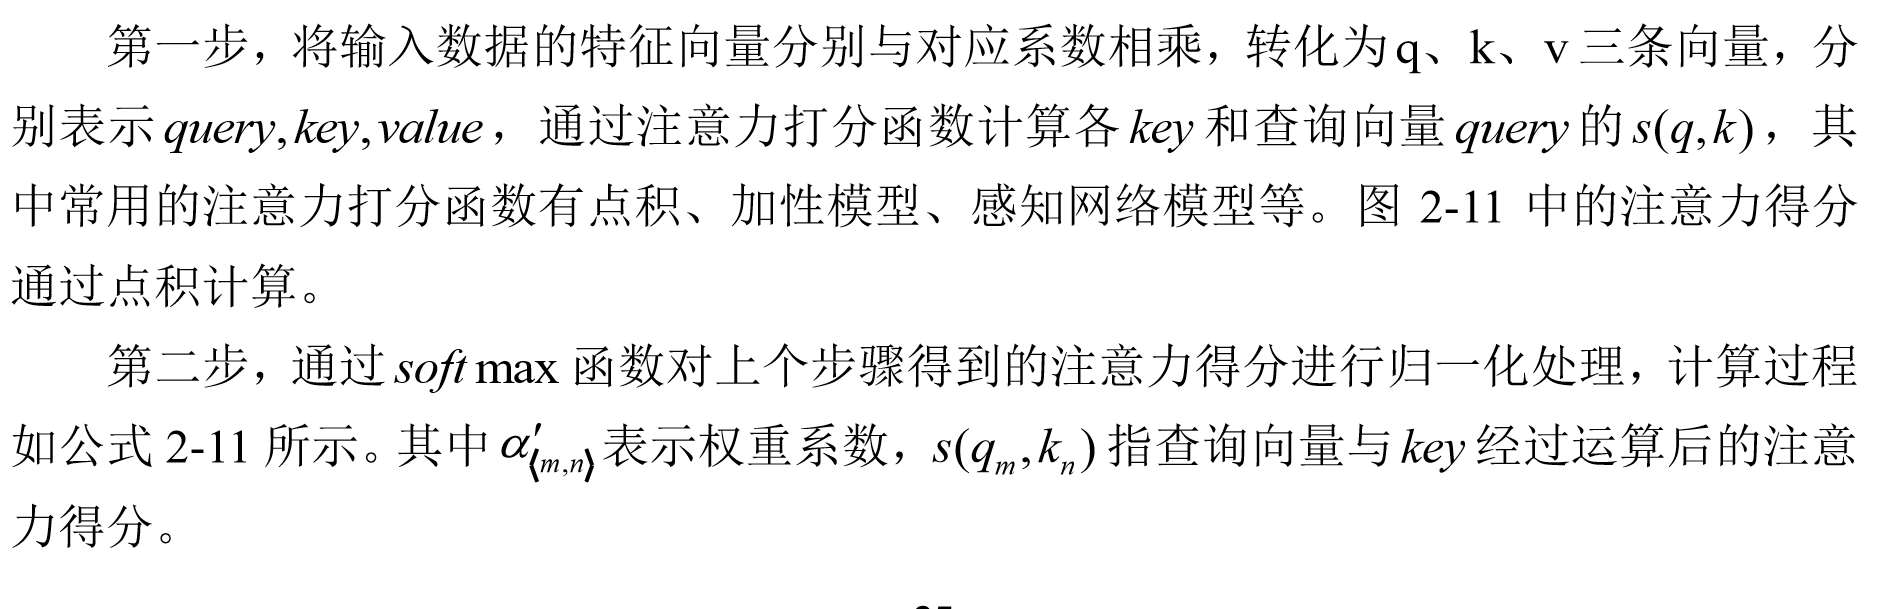 第一步，将输入数据的特征向量分别与对应系数相乘，转化为 q、k、v 三条向量，分
别表示 query,key,value，通过注意力打分函数计算各 key 和查询向量 query 的 s(q,k)，其
中常用的注意力打分函数有点积、加性模型、感知网络模型等。图 2-11 中的注意力得分
通过点积计算。
第二步，通过 soft max 函数对上个步骤得到的注意力得分进行归一化处理，计算过程
如公式 2-11 所示。其中 α′⟨m,n⟩ 表示权重系数，s(qₘ,kₙ) 指查询向量与 key 经过运算后的注意
力得分。